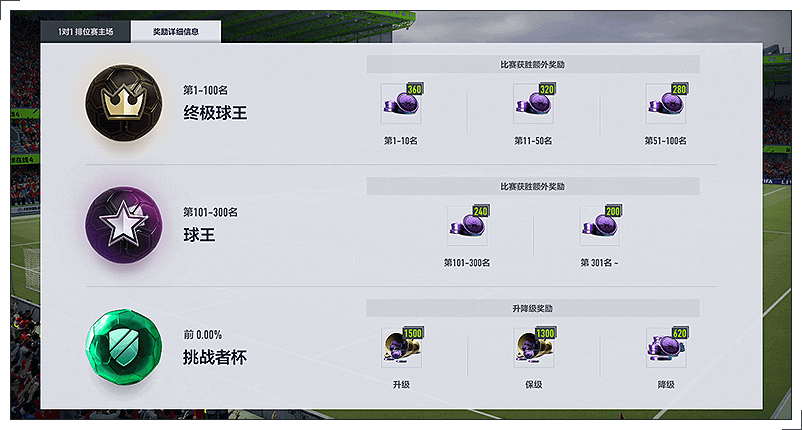 1对1 排位赛主场
奖励详细信息
第1~100名
终极球王
比赛获胜额外奖励
360
320
280
第1~10名
第11~50名
第51~100名
第101~300名
球王
比赛获胜额外奖励
240
200
第101~300名
第 301名 ~
前 0.00%
挑战者杯
升降级奖励
1500
1300
620
升级
保级
降级